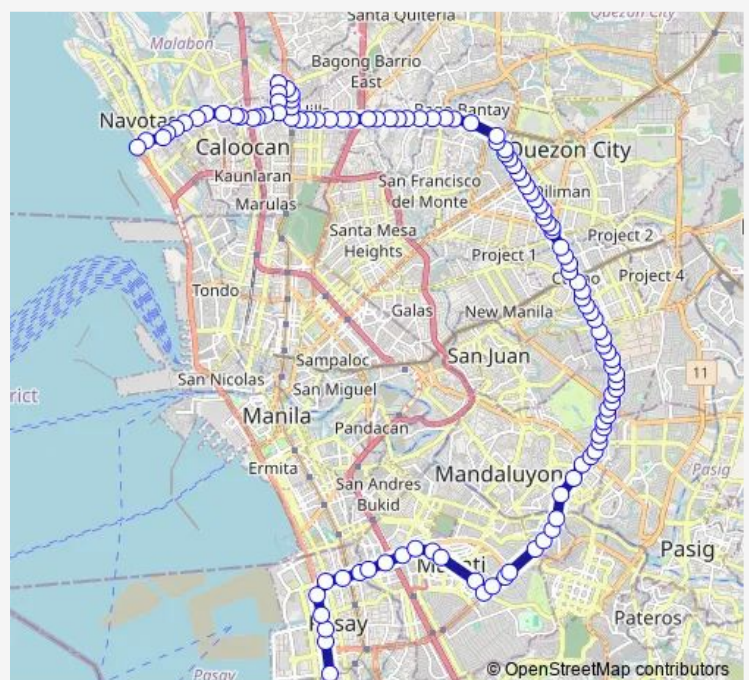 Santa Quiteria
Quezon City
Malabon
Bagong Barrio
East
Navotas
Bago Bantay
Caloocan
Quezon City
Kaunlaran
San Francisco
del Monte
Diliman
Marulas
Santa Mesa
Heights
Project 2
Project 1
Project 4
Tondo
Galas
New Manila
Sampaloc
San Juan
San Nicolas
San Miguel
11
Manila
Pandacan
Ermita
Mandaluyon
Pasig
San Andres
Bukid
Pasig
Pateros
Pasay
© OpenStreetMap contributors